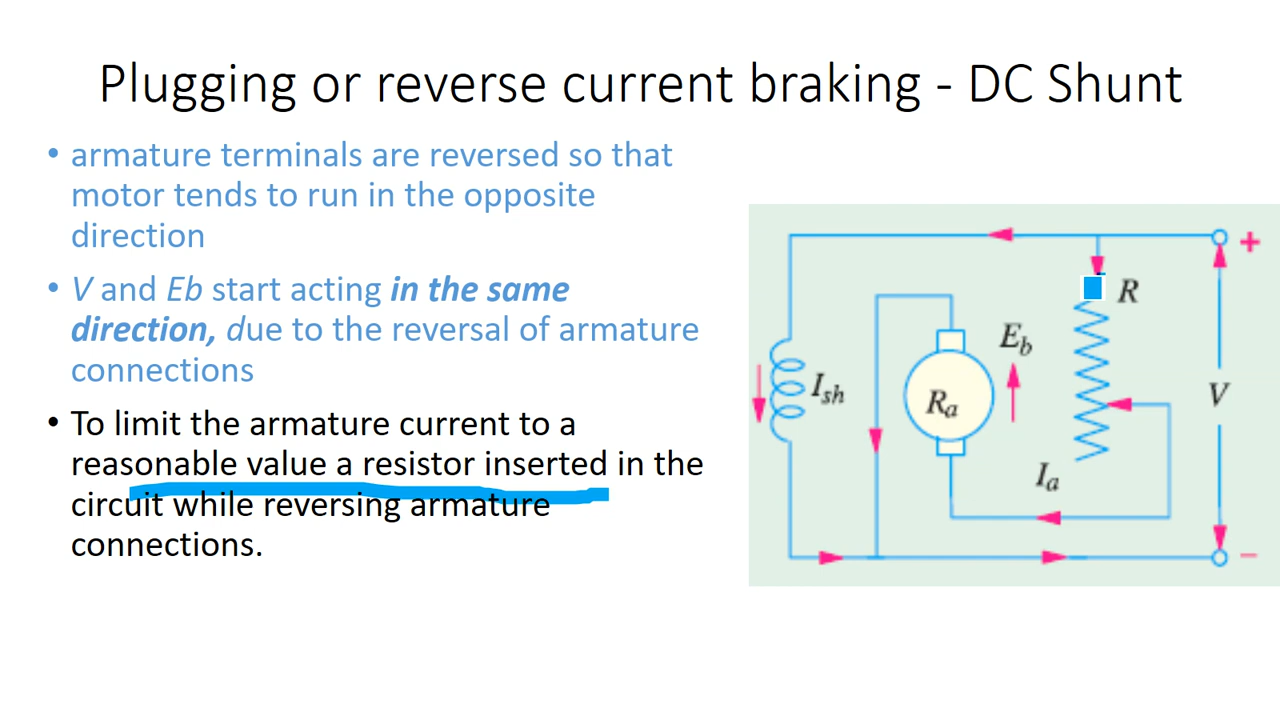 Plugging or reverse current braking - DC Shunt
• armature terminals are reversed so that
motor tends to run in the opposite
direction
• V and Eb start acting in the same
direction, due to the reversal of armature
connections
• To limit the armature current to a
reasonable value a resistor inserted in the
circuit while reversing armature
connections.
+
R
Eb
Ish
Ra
V
Ia
−